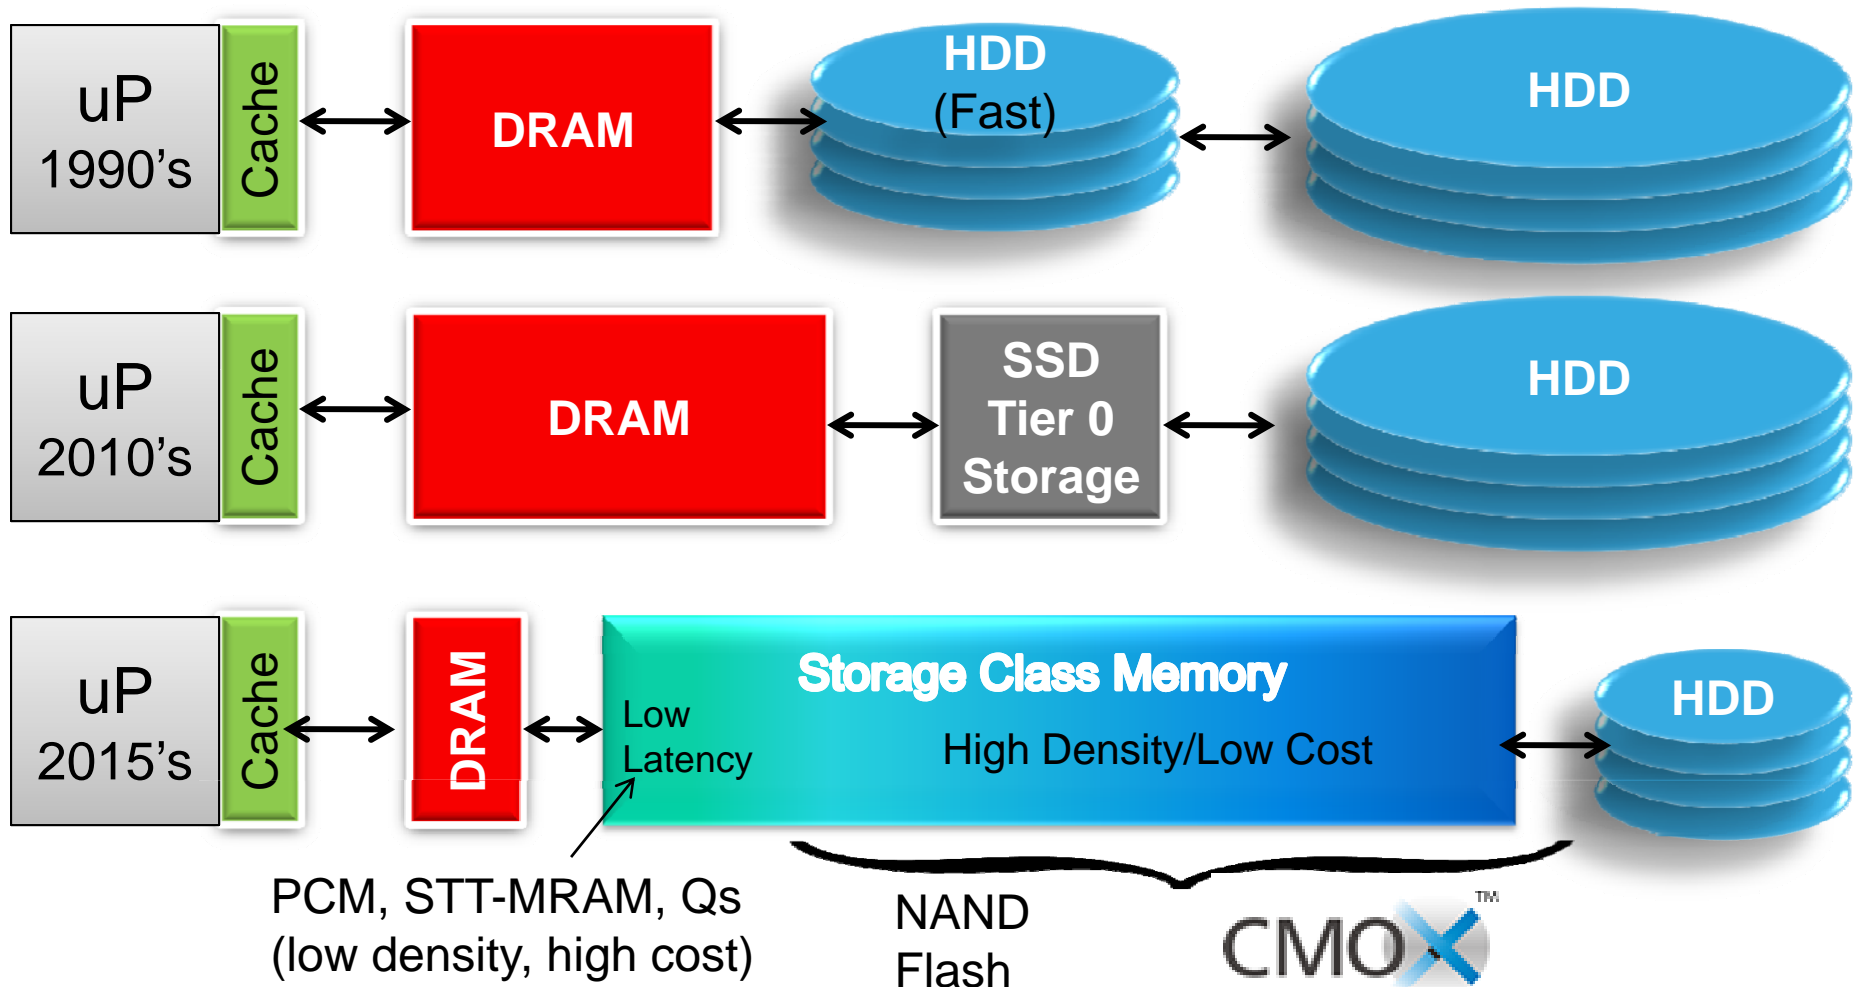 uP
1990's
Cache
DRAM
HDD
(Fast)
HDD
uP
2010's
Cache
DRAM
SSD
Tier 0
Storage
HDD
uP
2015's
Cache
DRAM
Storage Class Memory
Low
Latency
High Density/Low Cost
HDD
PCM, STT-MRAM, Qs
(low density, high cost)
NAND
Flash
CMOX™